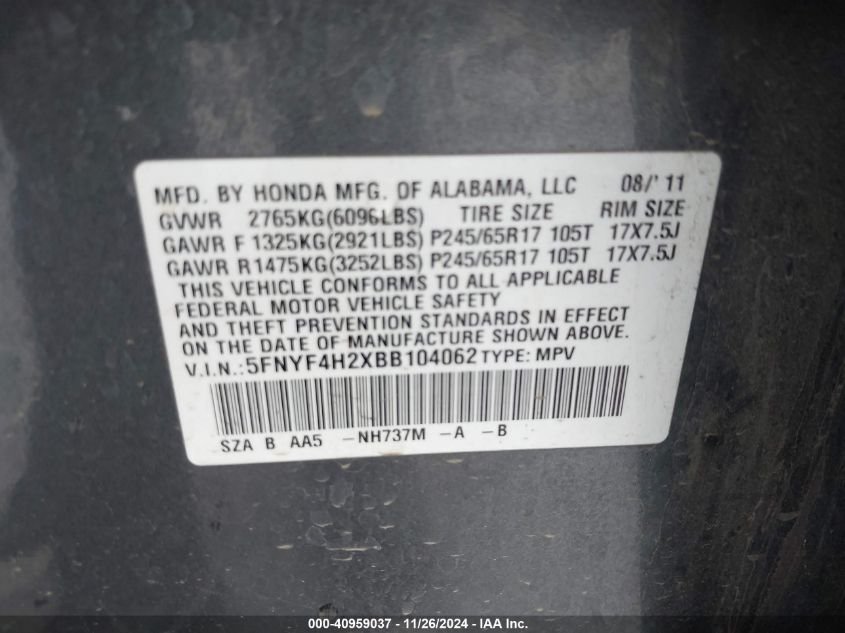 MFD. BY HONDA MFG. OF ALABAMA, LLC 08/' 11
GVWR 2765KG(6096LBS) TIRE SIZE RIM SIZE
GAWR F 1325KG(2921LBS) P245/65R17 105T 17X7.5J
GAWR R1475KG(3252LBS) P245/65R17 105T 17X7.5J
THIS VEHICLE CONFORMS TO ALL APPLICABLE
FEDERAL MOTOR VEHICLE SAFETY
AND THEFT PREVENTION STANDARDS IN EFFECT
ON THE DATE OF MANUFACTURE SHOWN ABOVE.
V.I.N.:5FNYF4H2XBB104062 TYPE: MPV
SZA B AA5 -NH737M -A -B
000-40959037 - 11/26/2024 - IAA Inc.